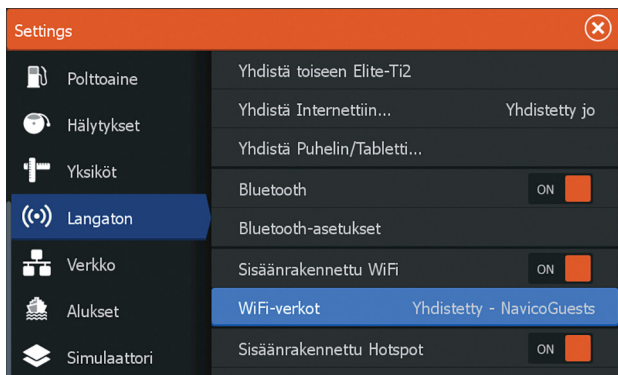 Settings
Polttoaine
Hälytykset
Yksiköt
Langaton
Verkko
Alukset
Simulaattori
Yhdistä toiseen Elite-Ti2
Yhdistä Internettiin... Yhdistetty jo
Yhdistä Puhelin/Tabletti...
Bluetooth ON
Bluetooth-asetukset
Sisäänrakennettu WiFi ON
WiFi-verkot Yhdistetty - NavicoGuests
Sisäänrakennettu Hotspot ON